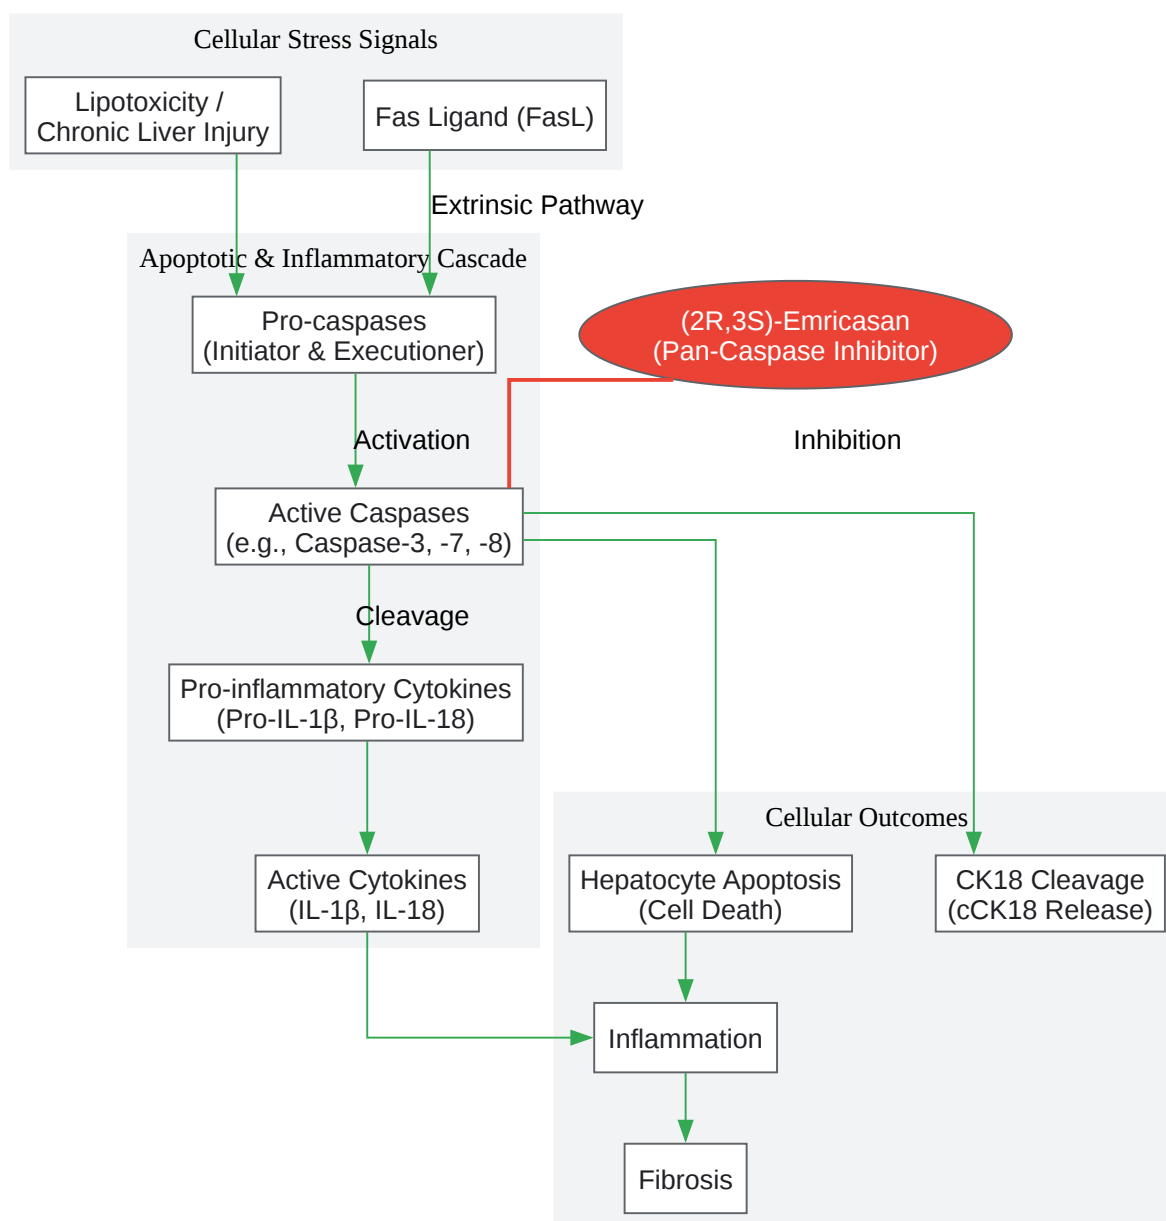 Cellular Stress Signals
Lipotoxicity /
Chronic Liver Injury
Fas Ligand (FasL)
Extrinsic Pathway
Apoptotic & Inflammatory Cascade
Pro-caspases
(Initiator & Executioner)
(2R,3S)-Emricasan
(Pan-Caspase Inhibitor)
Activation
Inhibition
Active Caspases
(e.g., Caspase-3, -7, -8)
Cleavage
Pro-inflammatory Cytokines
(Pro-IL-1β, Pro-IL-18)
Cellular Outcomes
Active Cytokines
(IL-1β, IL-18)
Hepatocyte Apoptosis
(Cell Death)
CK18 Cleavage
(cCK18 Release)
Inflammation
Fibrosis